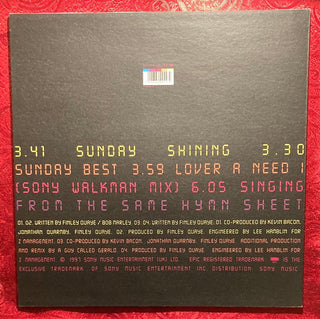 3.41 SUNDAY SHINING 3.30
SUNDAY BEST 3.59 LOVER A NEED I
(SONY WALKMAN MIX) 6.05 SINGING
FROM THE SAME HYMN SHEET
01 02. WRITTEN BY FINLEY QUAYE / BOB MARLEY. 03 04. WRITTEN BY FINLEY QUAYE. 01 CO-PRODUCED BY KEVIN BACON,
JONATHAN QUARMBY, FINLEY QUAYE. 02 PRODUCED BY FINLEY QUAYE. 01 02 ENGINEERED BY LEE HAMBLIN FOR
Z MANAGEMENT. 03 CO-PRODUCED BY KEVIN BACON, JONATHAN QUARMBY, FINLEY QUAYE. ADDITIONAL PRODUCTION
AND REMIX BY A GUY CALLED GERALD. 04 PRODUCED BY FINLEY QUAYE. ENGINEERED BY LEE HAMBLIN FOR
Z MANAGEMENT. © 1997 SONY MUSIC ENTERTAINMENT (UK) LTD. EPIC REGISTERED TRADEMARK. IS THE
EXCLUSIVE TRADEMARK OF SONY MUSIC ENTERTAINMENT INC. DISTRIBUTION SONY MUSIC